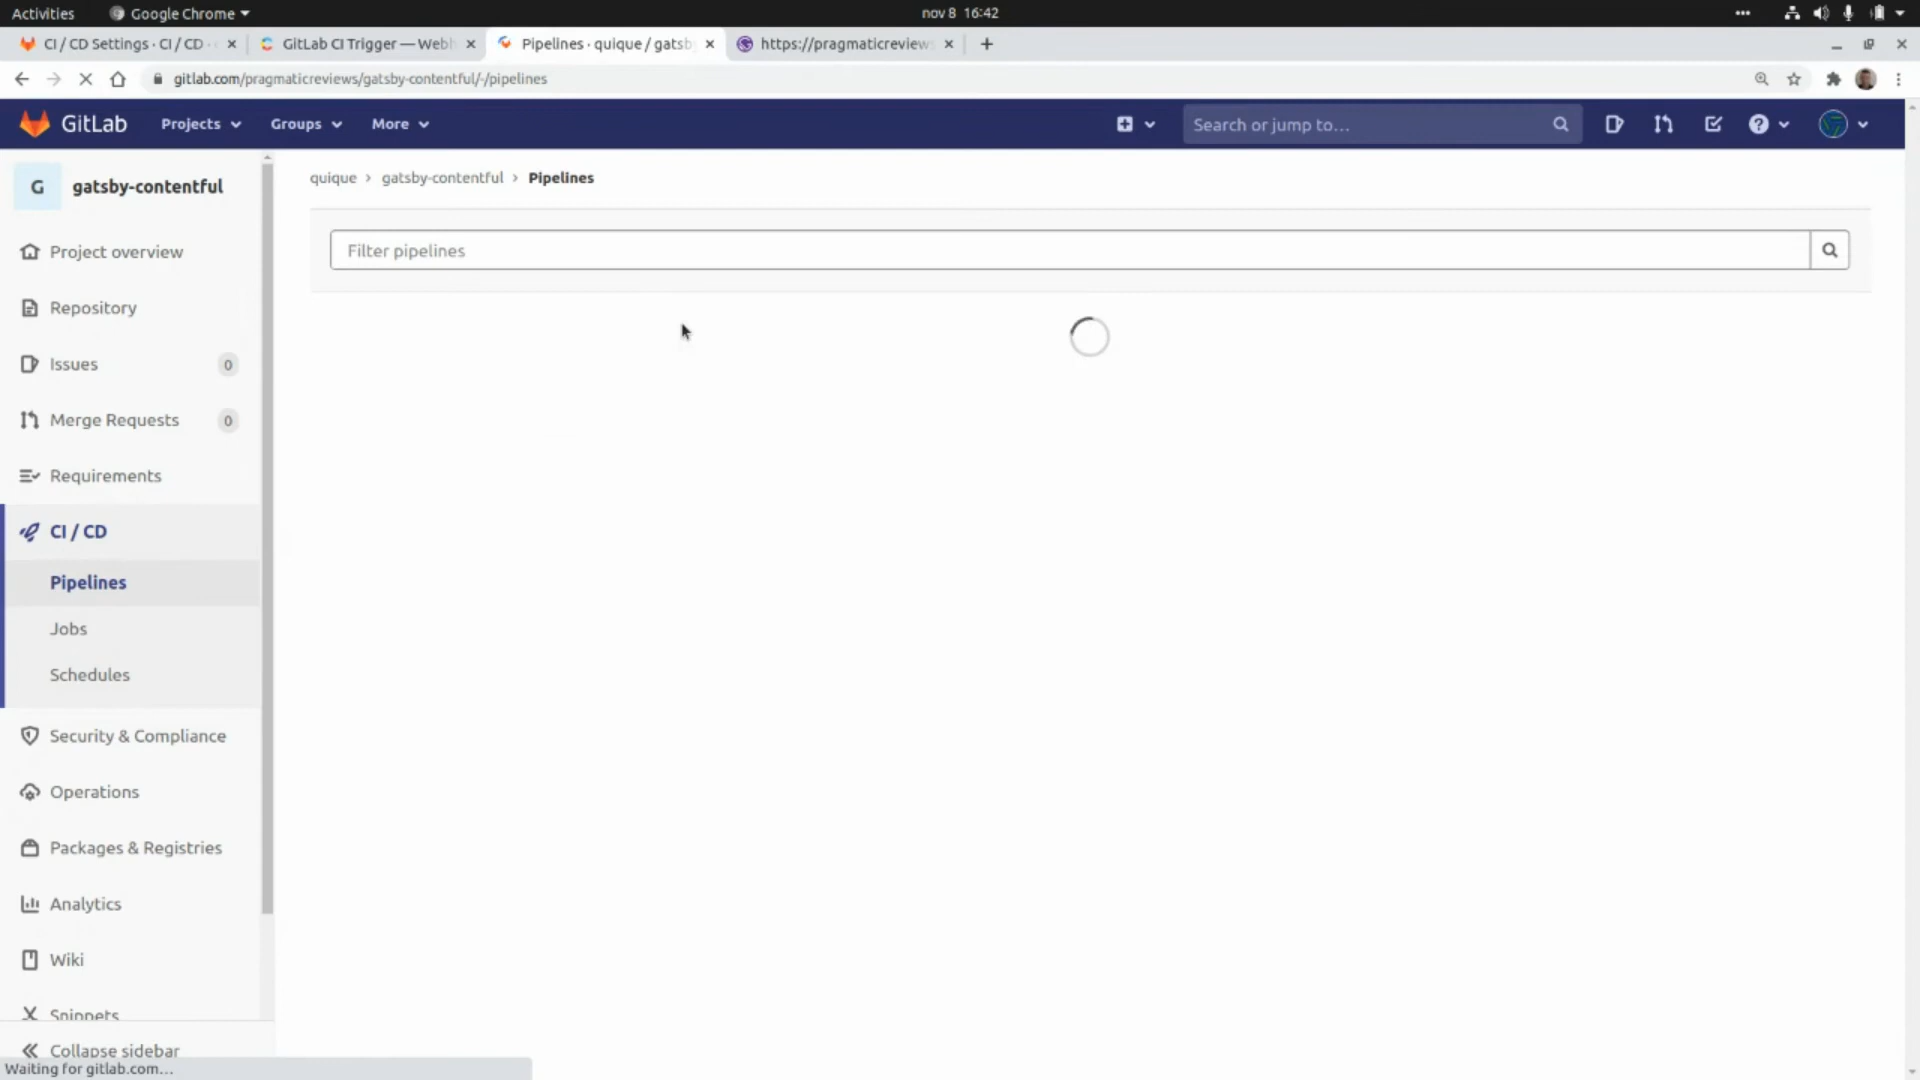 Activities
Google Chrome
nov 8 16:42
CI / CD Settings · CI / CD ·
GitLab CI Trigger — Webh
Pipelines · quique / gatsb
https://pragmaticreviews
gitlab.com/pragmaticreviews/gatsby-contentful/-/pipelines
GitLab
Projects
Groups
More
Search or jump to…
G
gatsby-contentful
quique › gatsby-contentful › Pipelines
Filter pipelines
Project overview
Repository
Issues 0
Merge Requests 0
Requirements
CI / CD
Pipelines
Jobs
Schedules
Security & Compliance
Operations
Packages & Registries
Analytics
Wiki
Snippets
Collapse sidebar
Waiting for gitlab.com...